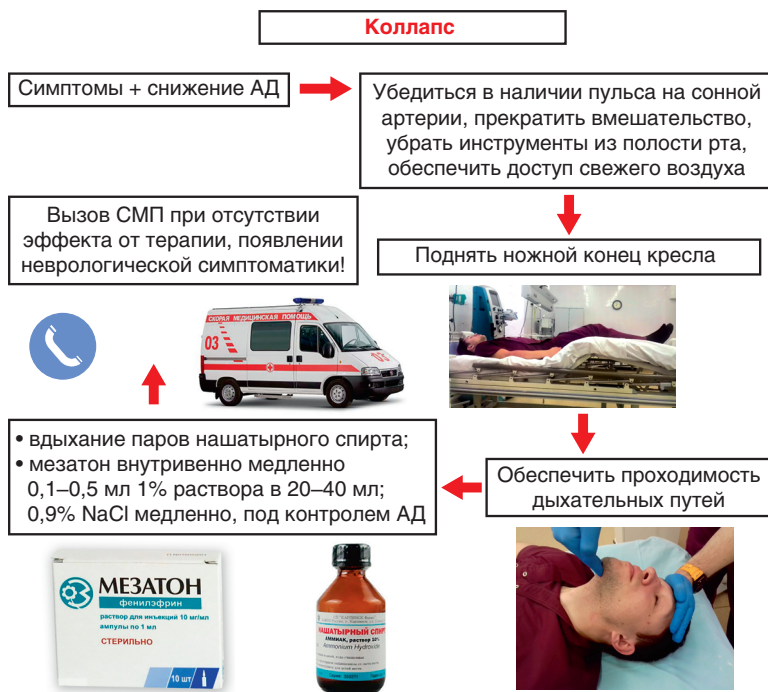 Коллапс
Симптомы + снижение АД
Убедиться в наличии пульса на сонной
артерии, прекратить вмешательство,
убрать инструменты из полости рта,
обеспечить доступ свежего воздуха
Поднять ножной конец кресла
Обеспечить проходимость
дыхательных путей
• вдыхание паров нашатырного спирта;
• мезатон внутривенно медленно
0,1–0,5 мл 1% раствора в 20–40 мл;
0,9% NaCl медленно, под контролем АД
Вызов СМП при отсутствии
эффекта от терапии, появлении
неврологической симптоматики!
СКОРАЯ МЕДИЦИНСКАЯ ПОМОЩЬ
03
03
МЕЗАТОН
фенилэфрин
раствор для инъекций 10 мг/мл
ампулы по 1 мл
СТЕРИЛЬНО
10 шт
НАШАТЫРНЫЙ СПИРТ
АММИАК, раствор 10%
Ammonium Hydroxide